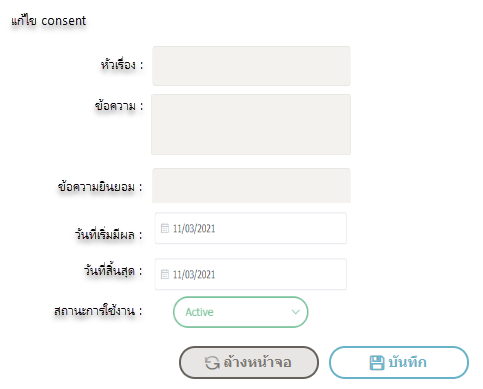 แก้ไข consent
หัวเรื่อง :
ข้อความ :
ข้อความยินยอม :
วันที่เริ่มมีผล : 11/03/2021
วันที่สิ้นสุด : 11/03/2021
สถานะการใช้งาน : Active
ล้างหน้าจอ บันทึก